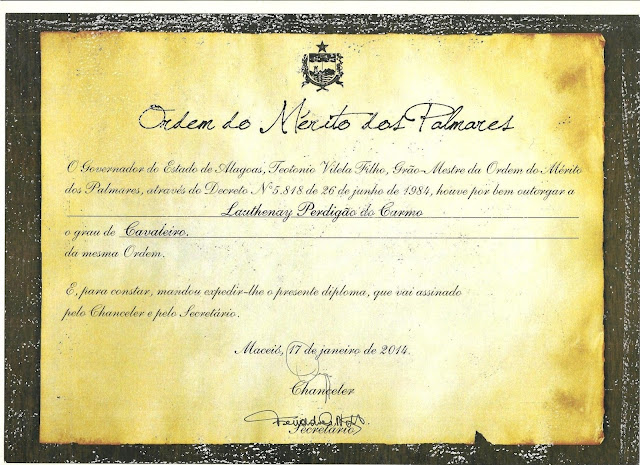 Ordem do Mérito dos Palmares
O Governador do Estado de Alagoas, Teotonio Vilela Filho, Grão-Mestre da Ordem do Mérito
dos Palmares, através do Decreto Nº 5.818 de 26 de junho de 1984, houve por bem outorgar a
Lauthenay Perdigão do Carmo
o grau de Cavaleiro,
da mesma Ordem.
E, para constar, mandou expedir-lhe o presente diploma, que vai assinado
pelo Chanceler e pelo Secretário.
Maceió, 17 de janeiro de 2014.
Chanceler
Secretário